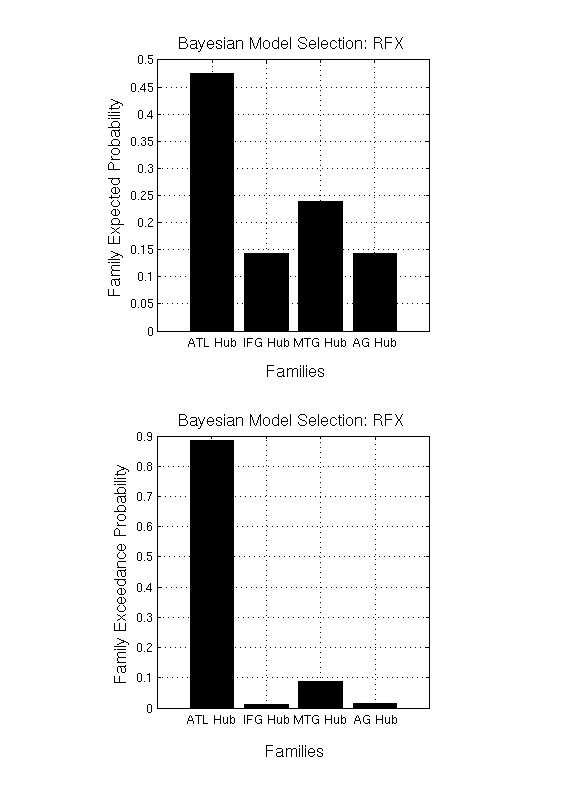 Bayesian Model Selection: RFX
Family Expected Probability
0.5
0.45
0.4
0.35
0.3
0.25
0.2
0.15
0.1
0.05
0
ATL Hub IFG Hub MTG Hub AG Hub
Families
Bayesian Model Selection: RFX
Family Exceedance Probability
0.9
0.8
0.7
0.6
0.5
0.4
0.3
0.2
0.1
0
ATL Hub IFG Hub MTG Hub AG Hub
Families